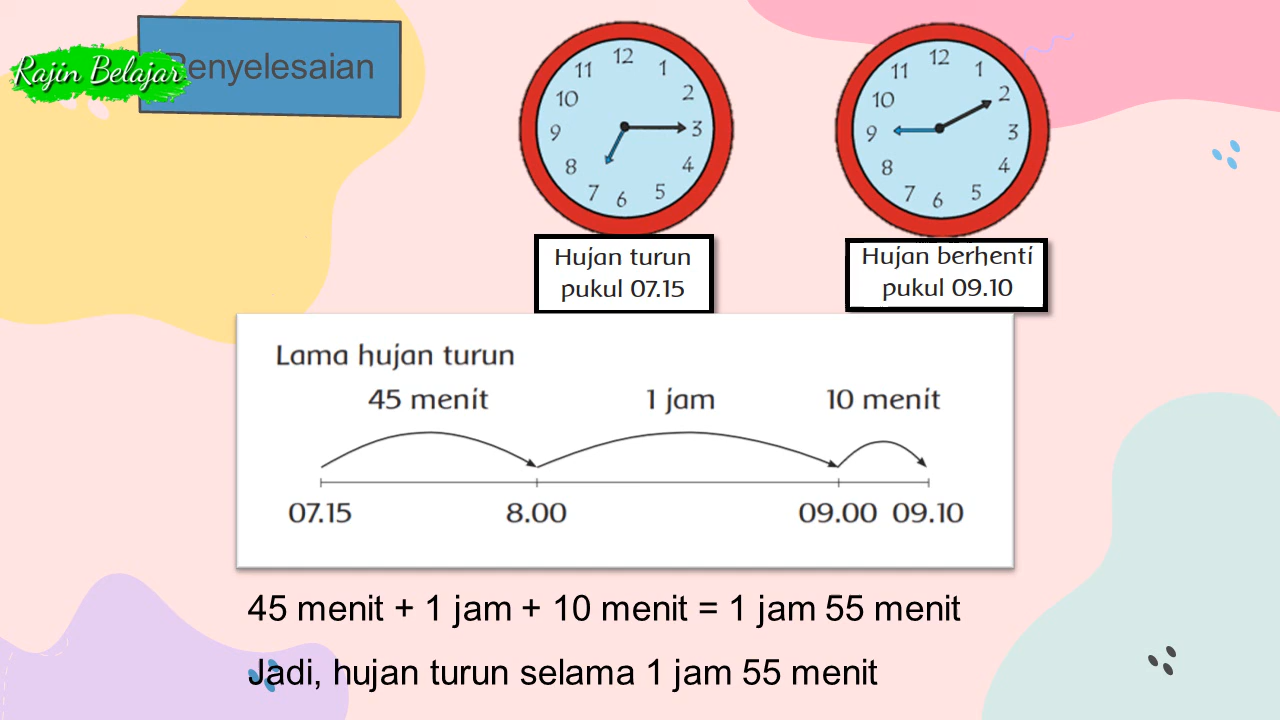 Rajin Belajar
Penyelesaian
12
11 1
10 2
9 3
8 4
7 6 5
12
11 1
10 2
9 3
8 4
7 6 5
Hujan turun
pukul 07.15
Hujan berhenti
pukul 09.10
Lama hujan turun
45 menit 1 jam 10 menit
07.15 8.00 09.00 09.10
45 menit + 1 jam + 10 menit = 1 jam 55 menit
Jadi, hujan turun selama 1 jam 55 menit